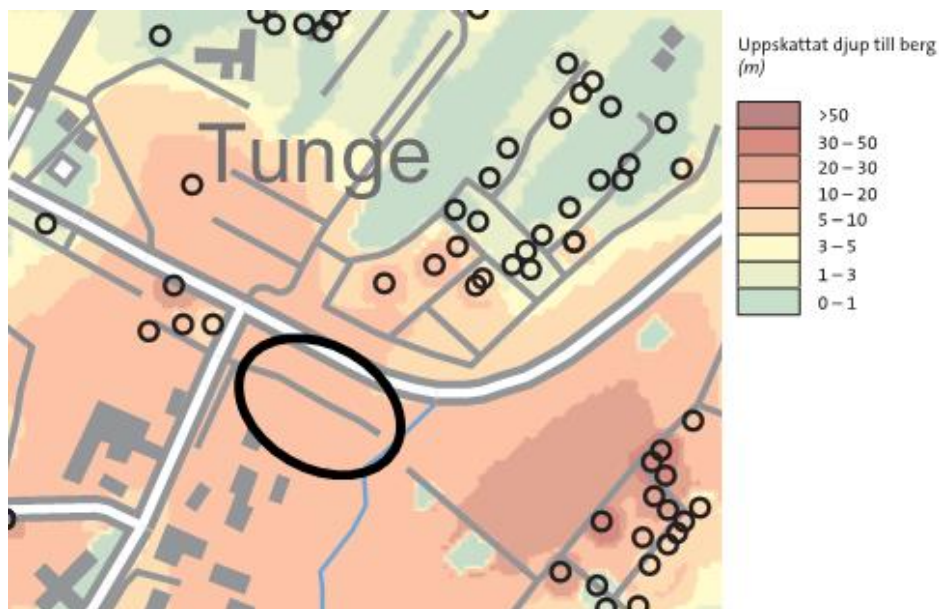 Tunge
Uppskattat djup till berg
(m)
>50
30 – 50
20 – 30
10 – 20
5 – 10
3 – 5
1 – 3
0 – 1